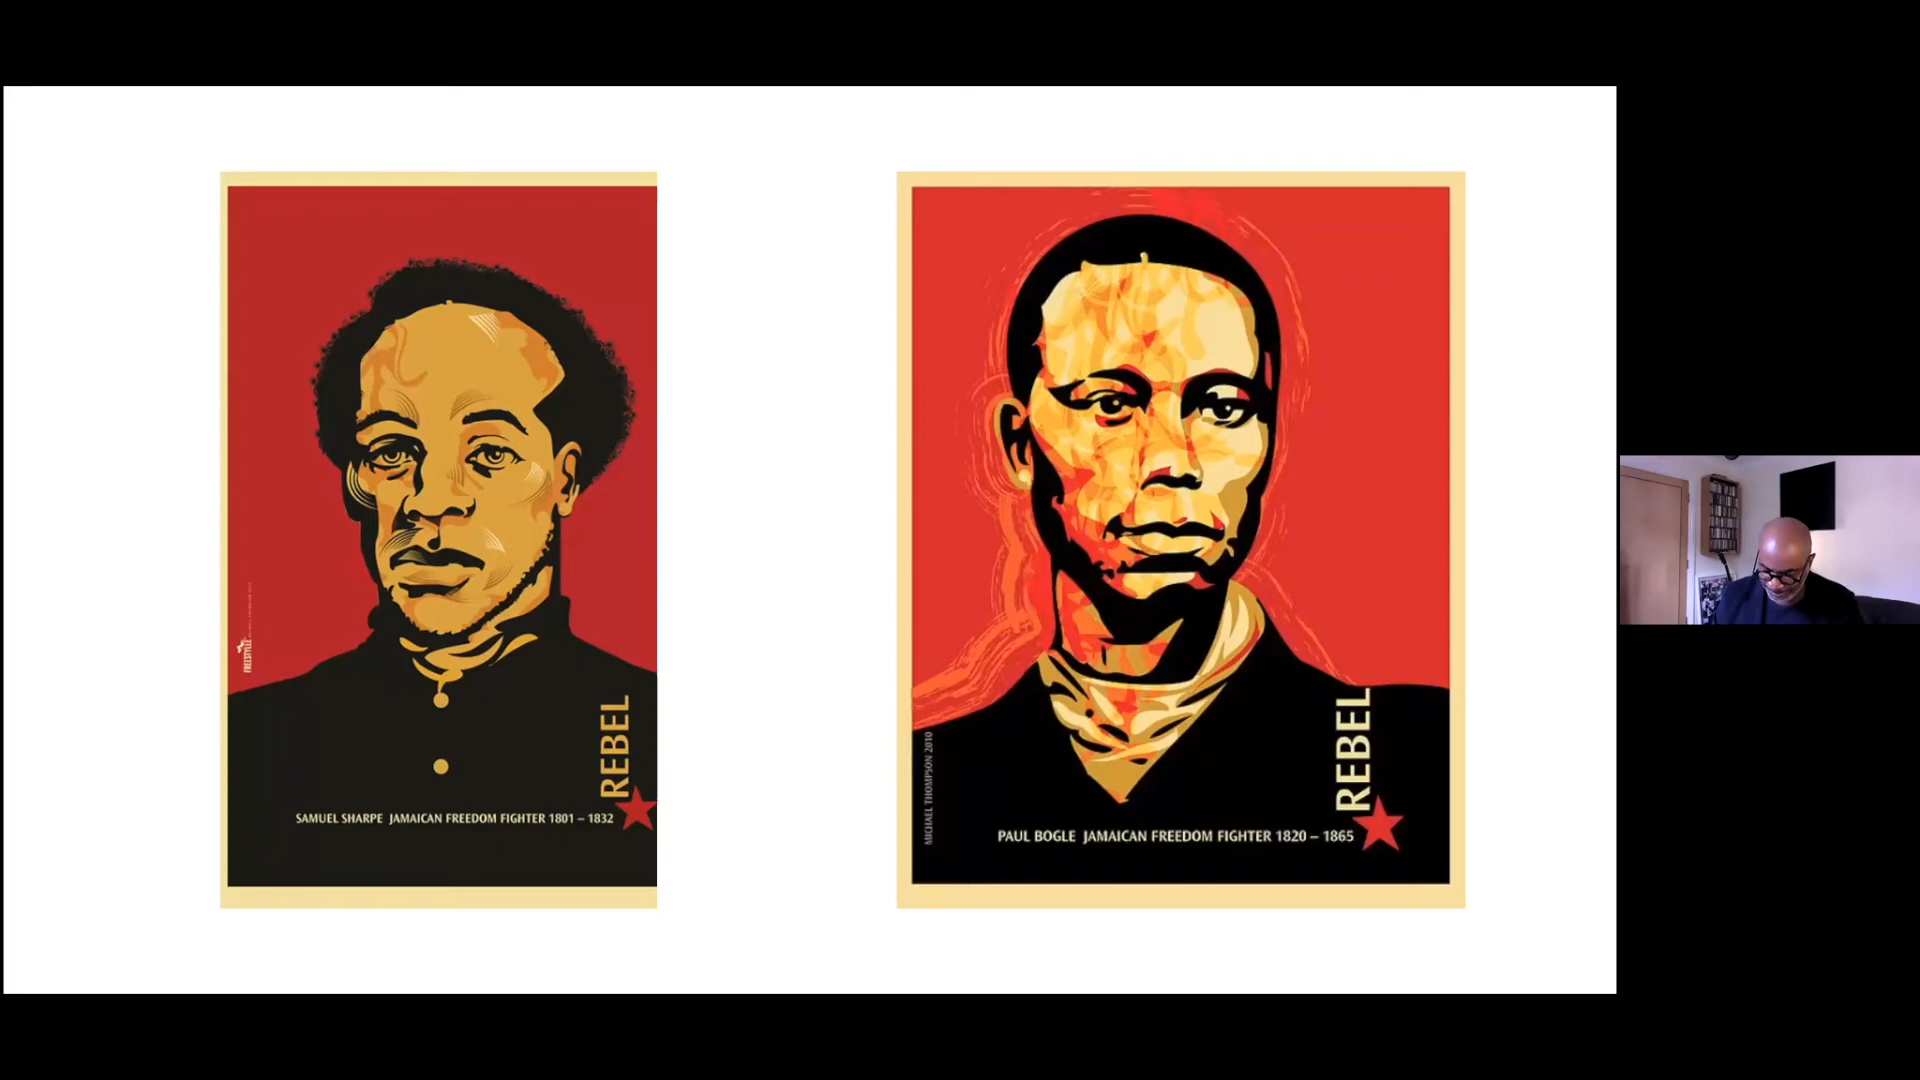 REBEL
SAMUEL SHARPE JAMAICAN FREEDOM FIGHTER 1801 – 1832
FREESTYLEE
REBEL
PAUL BOGLE JAMAICAN FREEDOM FIGHTER 1820 – 1865
MICHAEL THOMPSON 2010